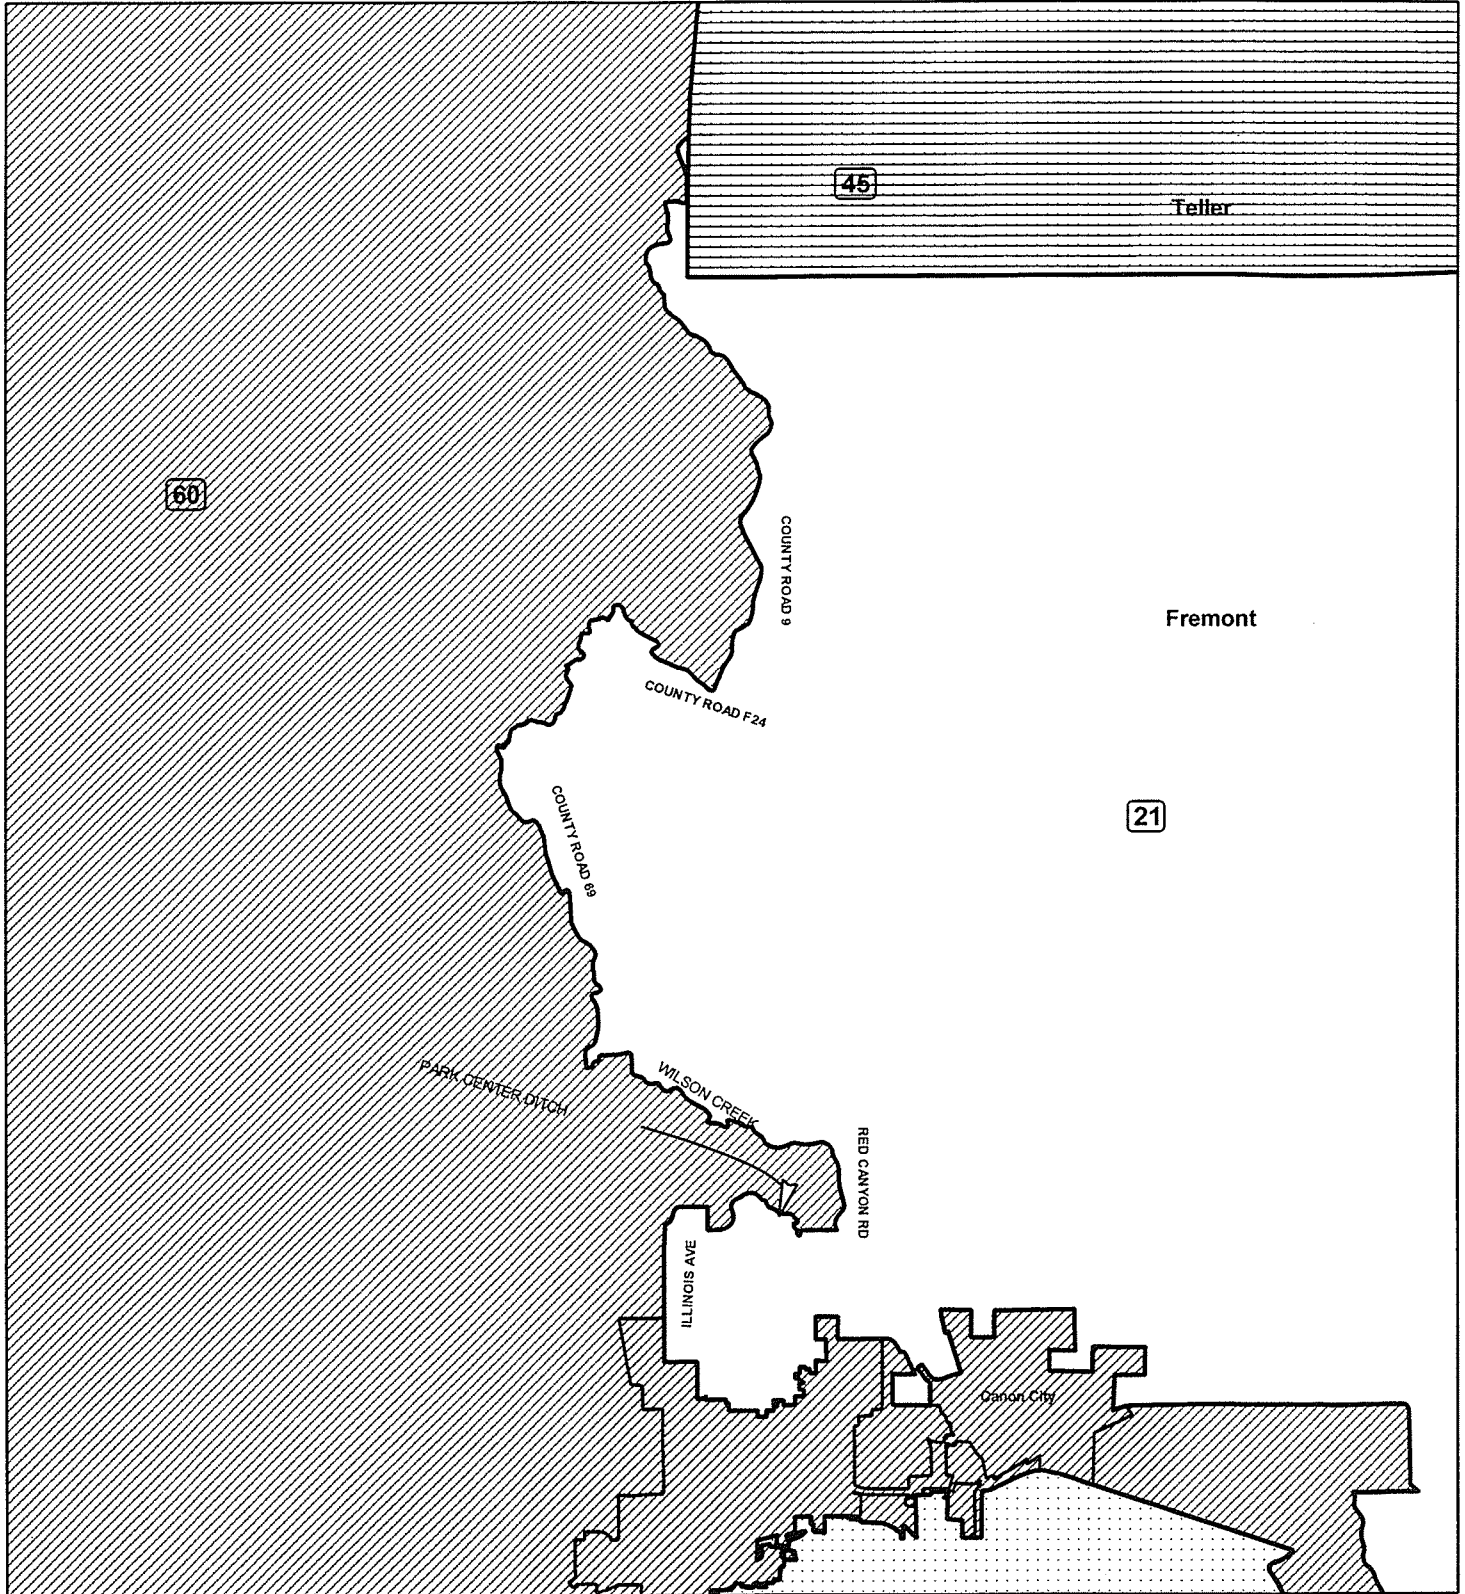 45
Teller
60
COUNTY ROAD 9
Fremont
COUNTY ROAD F24
21
COUNTY ROAD 69
PARK CENTER DITCH
WILSON CREEK
RED CANYON RD
ILLINOIS AVE
Canon City